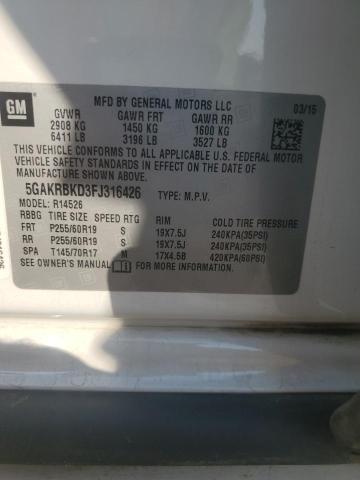 MFD BY GENERAL MOTORS LLC 03/15
GM GVWR GAWR FRT GAWR RR
2908 KG 1450 KG 1600 KG
6411 LB 3196 LB 3527 LB
THIS VEHICLE CONFORMS TO ALL APPLICABLE U.S. FEDERAL MOTOR
VEHICLE SAFETY STANDARDS IN EFFECT ON THE DATE OF
MANUFACTURE SHOWN ABOVE.
5GAKRBKD3FJ316426 TYPE: M.P.V.
MODEL: R14526
RBBG TIRE SIZE SPEED RTG RIM COLD TIRE PRESSURE
FRT P255/60R19 S 19X7.5J 240KPA(35PSI)
RR P255/60R19 S 19X7.5J 240KPA(35PSI)
SPA T145/70R17 M 17X4.5B 420KPA(60PSI)
SEE OWNER'S MANUAL FOR MORE INFORMATION.